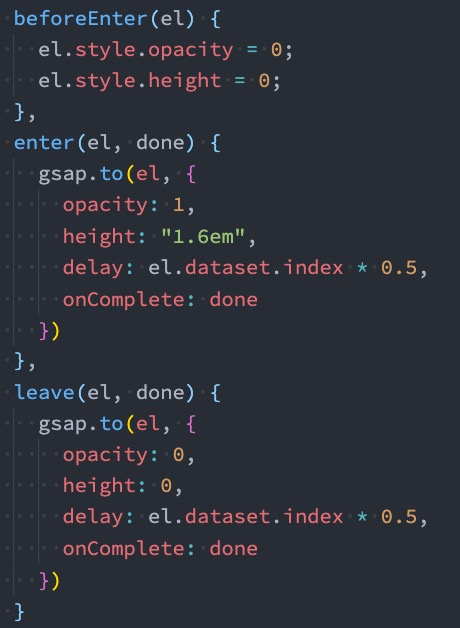 beforeEnter(el) {
  el.style.opacity = 0;
  el.style.height = 0;
},
enter(el, done) {
  gsap.to(el, {
    opacity: 1,
    height: "1.6em",
    delay: el.dataset.index * 0.5,
    onComplete: done
  })
},
leave(el, done) {
  gsap.to(el, {
    opacity: 0,
    height: 0,
    delay: el.dataset.index * 0.5,
    onComplete: done
  })
}